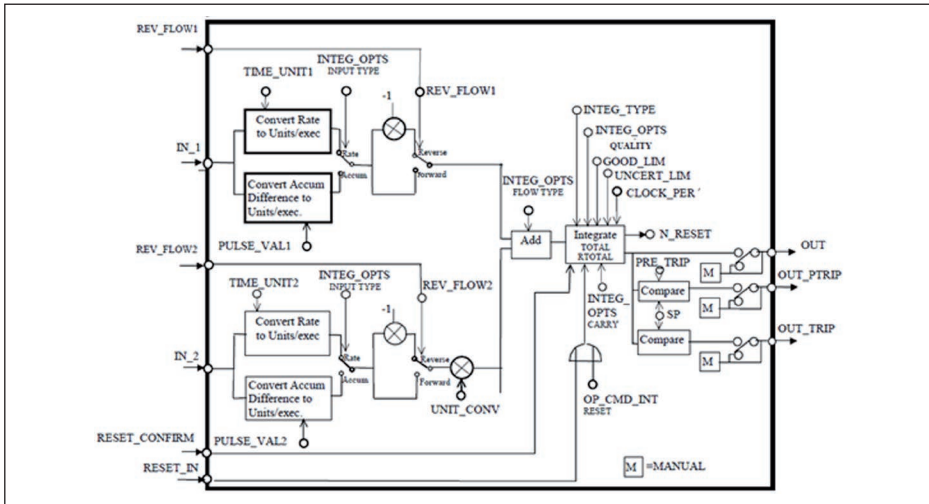 REV_FLOW1
TIME_UNIT1
INTEG_OPTS
INPUT TYPE
-1
REV_FLOW1
Convert Rate
to Units/exec
IN_1
Rate
Accum.
Reverse
Forward
Convert Accum
Difference to
Units/exec.
PULSE_VAL1
INTEG_TYPE
INTEG_OPTS
QUALITY
GOOD_LIM
UNCERT_LIM
CLOCK_PER
INTEG_OPTS
FLOW TYPE
Add
Integrate
TOTAL
RTOTAL
N_RESET
OUT
REV_FLOW2
TIME_UNIT2
INTEG_OPTS
INPUT TYPE
-1
REV_FLOW2
PRE_TRIP
M
OUT_PTRIP
Compare
M
SP
INTEG_
OPTS
CARRY
OUT_TRIP
Compare
M
Convert Rate
to Units/exec
IN_2
Rate
Accum.
Reverse
Forward
Convert Accum
Difference to
Units/exec.
UNIT_CONV
OP_CMD_INT
RESET
RESET_CONFIRM
PULSE_VAL2
RESET_IN
M =MANUAL